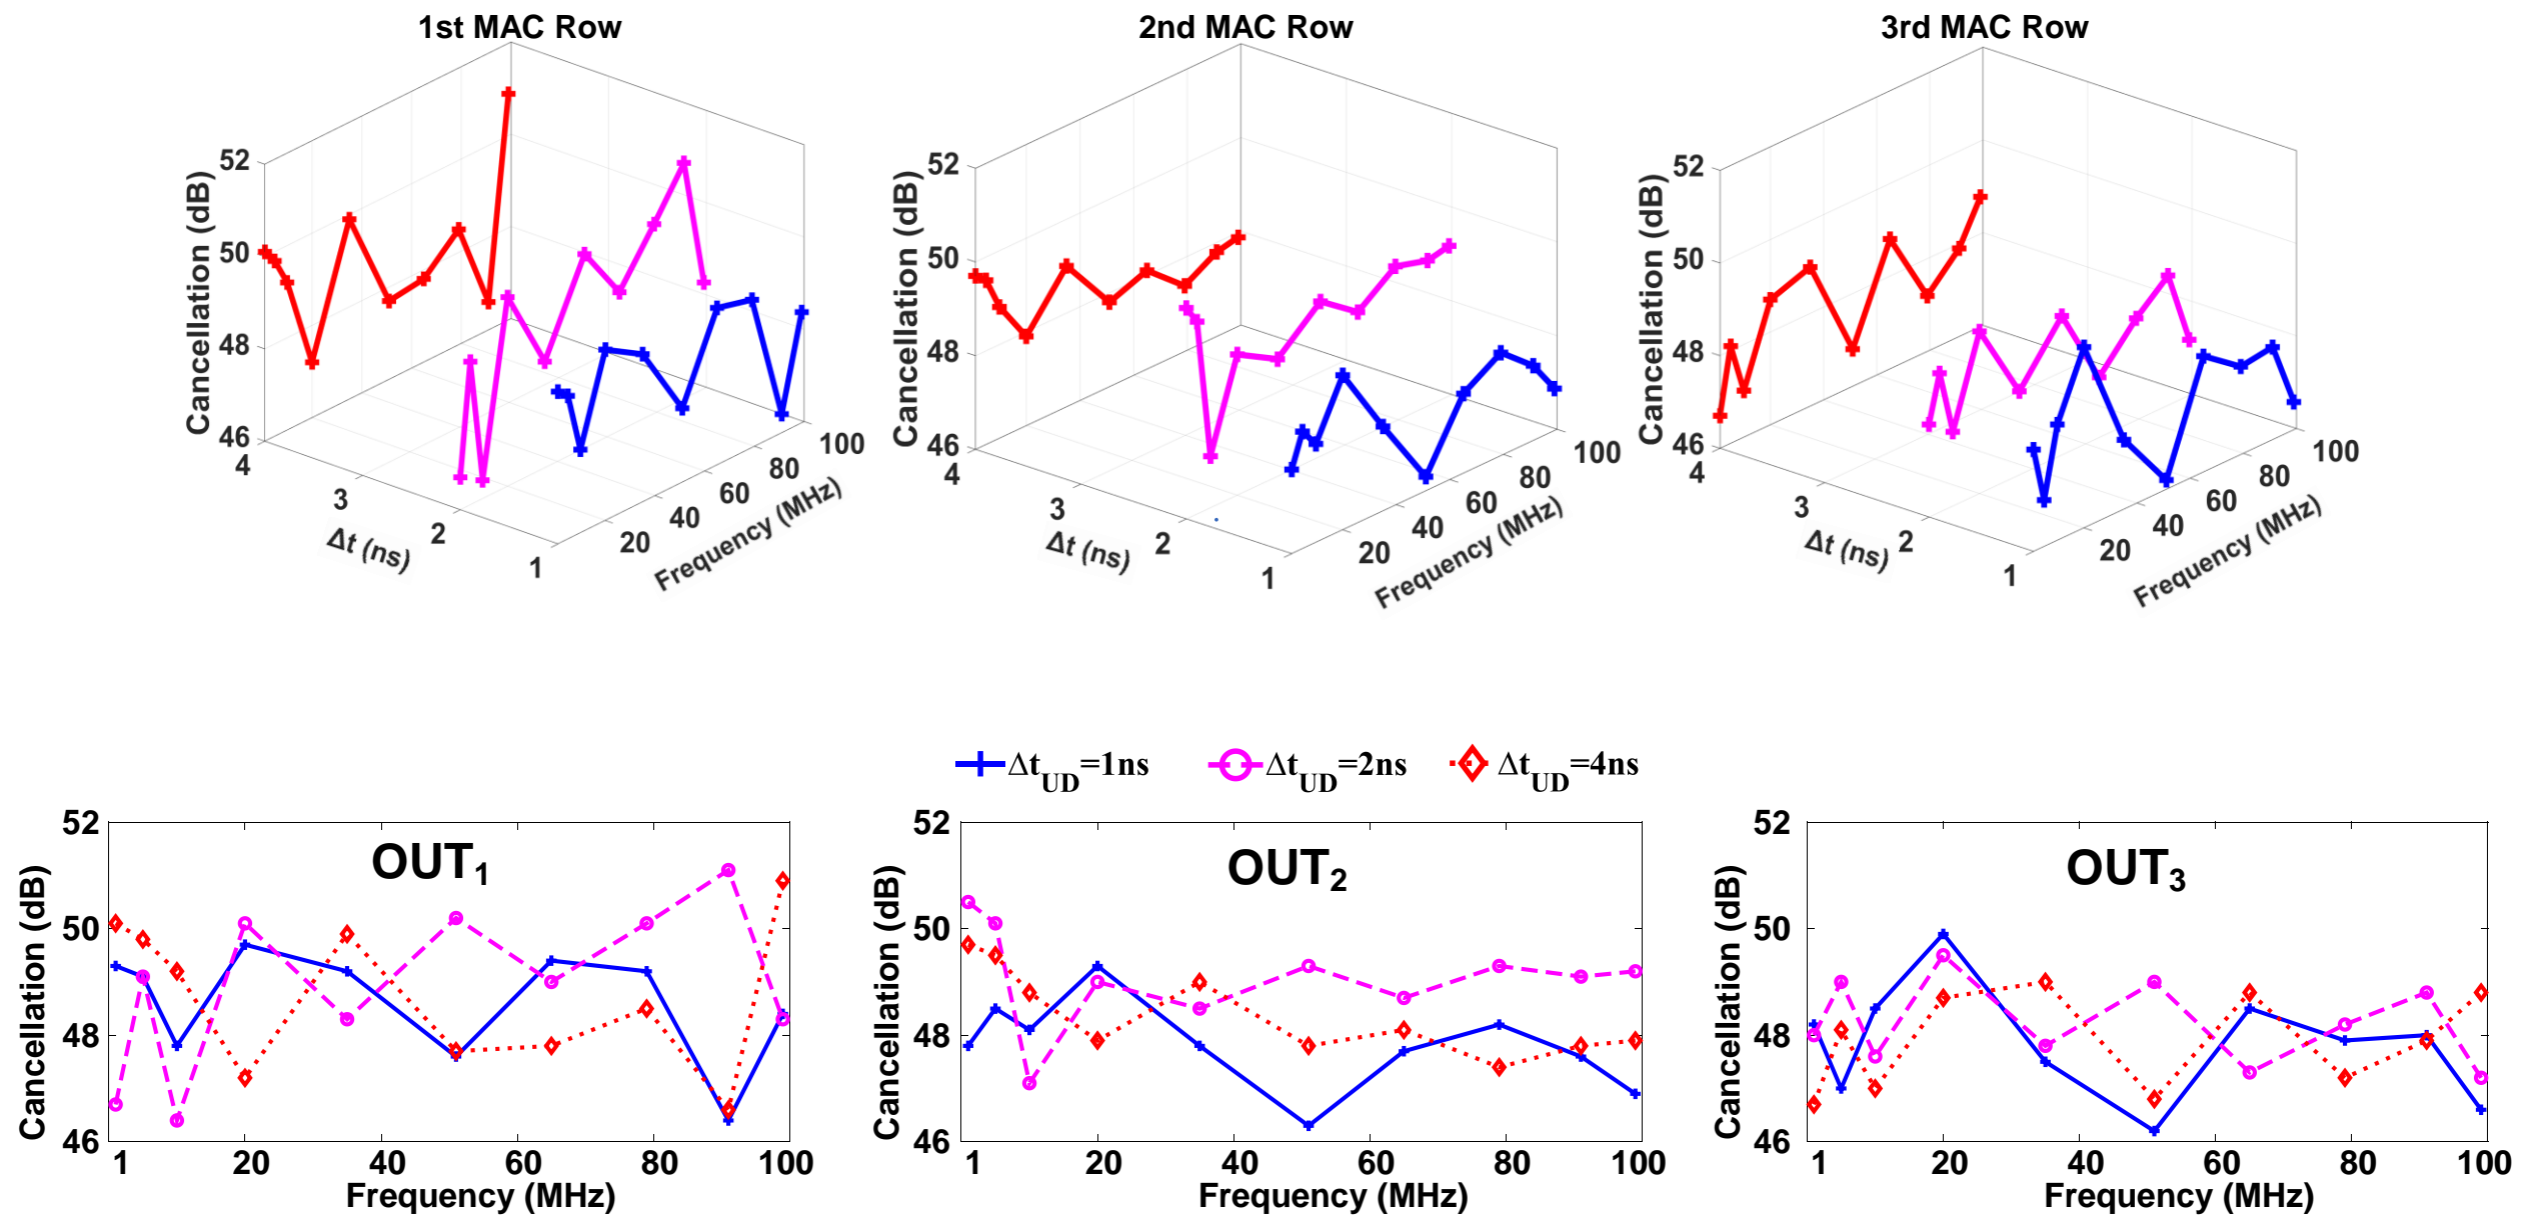 1st MAC Row
2nd MAC Row
3rd MAC Row
Cancellation (dB)
52
50
48
46
4
3
2
1
Δt (ns)
20
40
60
80
100
Frequency (MHz)
Cancellation (dB)
52
50
48
46
4
3
2
1
Δt (ns)
20
40
60
80
100
Frequency (MHz)
Cancellation (dB)
52
50
48
46
4
3
2
1
Δt (ns)
20
40
60
80
100
Frequency (MHz)
Δt_UD=1ns
Δt_UD=2ns
Δt_UD=4ns
OUT₁
Cancellation (dB)
52
50
48
46
1 20 40 60 80 100
Frequency (MHz)
OUT₂
Cancellation (dB)
52
50
48
46
1 20 40 60 80 100
Frequency (MHz)
OUT₃
Cancellation (dB)
52
50
48
46
1 20 40 60 80 100
Frequency (MHz)